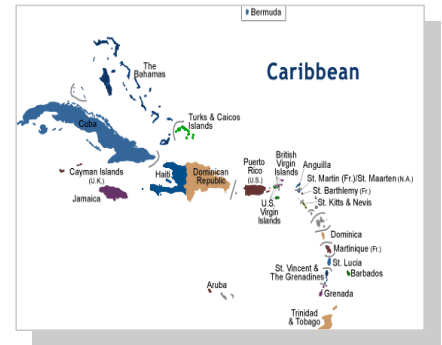 Bermuda
The
Bahamas
Caribbean
Turks & Caicos
Islands
Cuba
Cayman Islands
(U.K.)
Jamaica
Haiti
Dominican
Republic
Puerto
Rico
(U.S.)
British
Virgin
Islands
U.S.
Virgin
Islands
Anguilla
St. Martin (Fr.)/St. Maarten (N.A.)
St. Barthlemy (Fr.)
St. Kitts & Nevis
Dominica
Martinique (Fr.)
St. Lucia
Barbados
St. Vincent &
The Grenadines
Grenada
Aruba
Trinidad
& Tobago